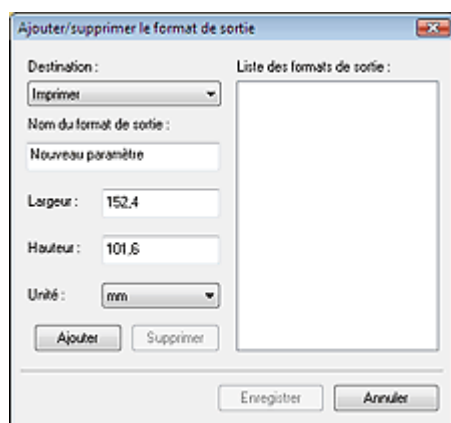 Ajouter/supprimer le format de sortie
Destination :
Imprimer
Nom du format de sortie :
Nouveau paramètre
Largeur : 152,4
Hauteur : 101,6
Unité : mm
Ajouter Supprimer
Liste des formats de sortie :
Enregistrer Annuler